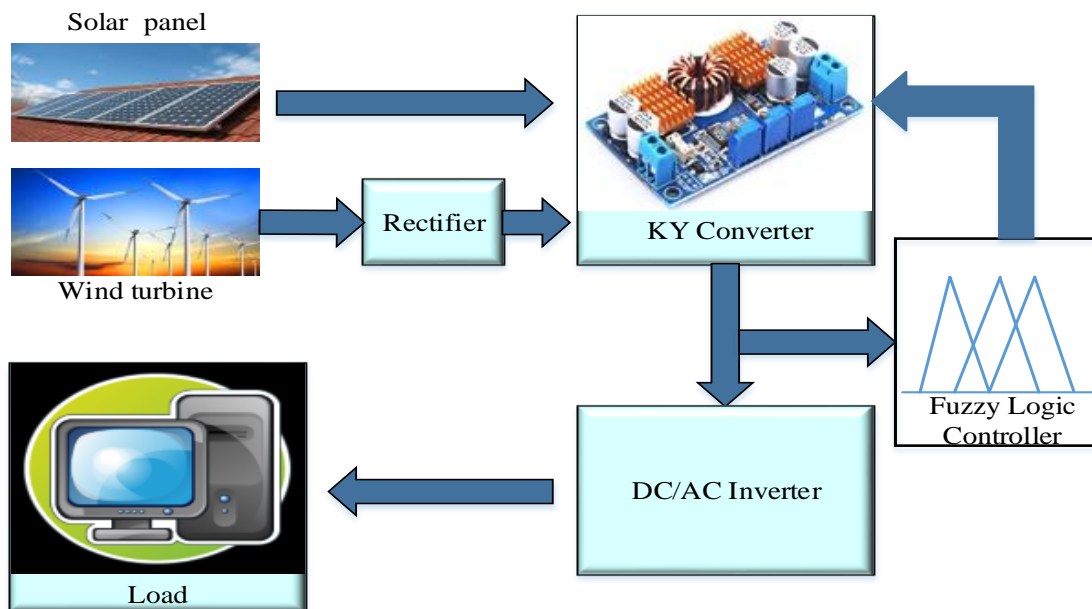 Solar panel
KY Converter
Rectifier
Wind turbine
Fuzzy Logic
Controller
DC/AC Inverter
Load